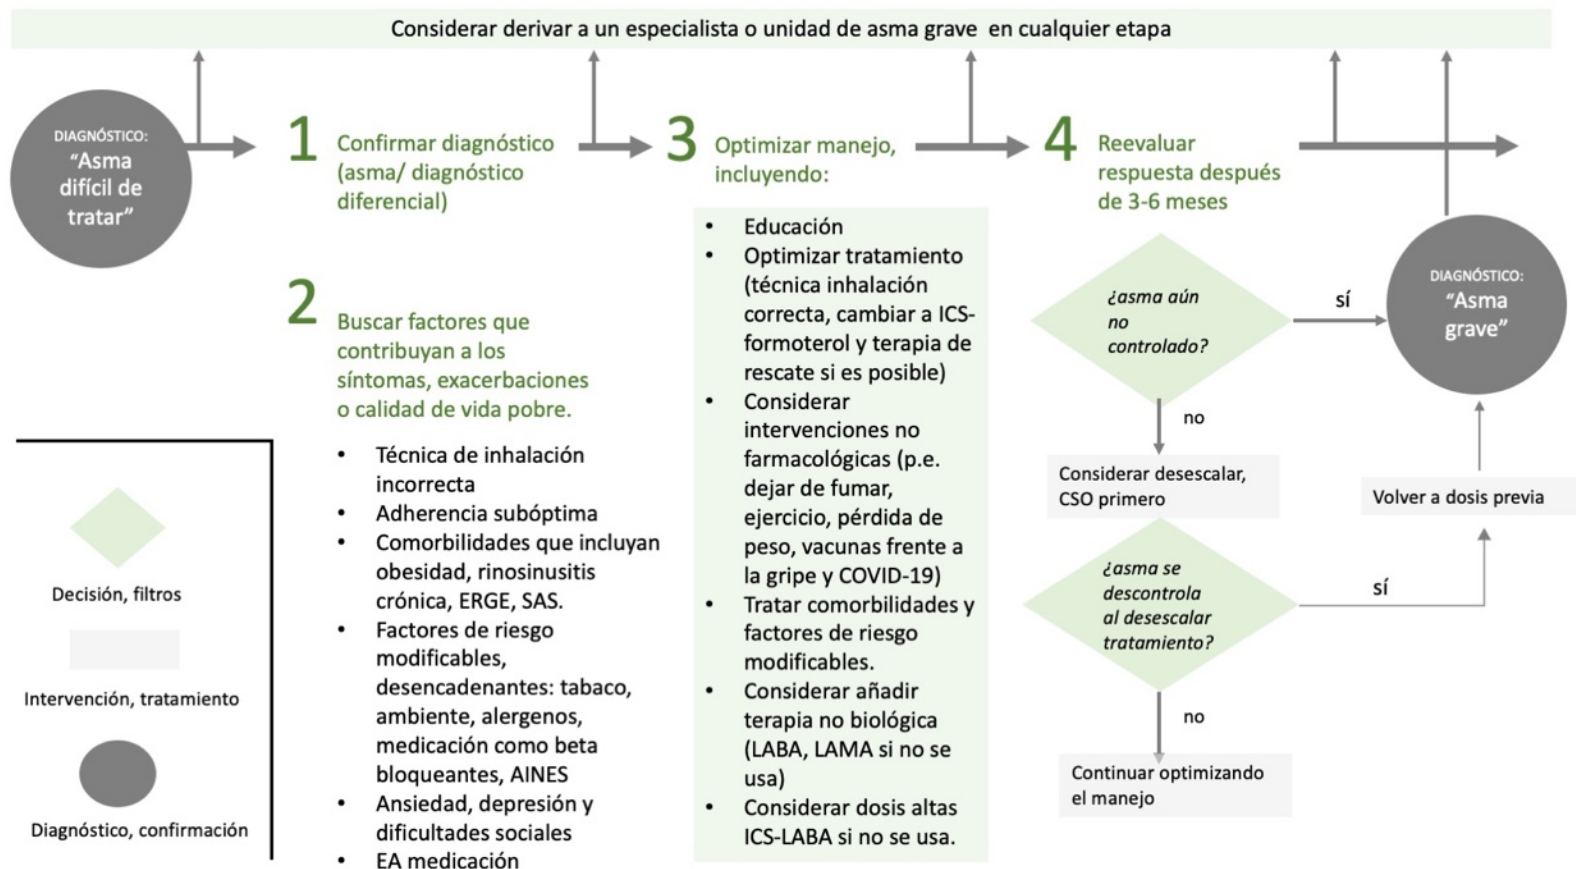 Considerar derivar a un especialista o unidad de asma grave en cualquier etapa
DIAGNÓSTICO:
"Asma
difícil de
tratar"
1
Confirmar diagnóstico
(asma/ diagnóstico
diferencial)
2
Buscar factores que
contribuyan a los
síntomas, exacerbaciones
o calidad de vida pobre.
• Técnica de inhalación
incorrecta
• Adherencia subóptima
• Comorbilidades que incluyan
obesidad, rinosinusitis
crónica, ERGE, SAS.
• Factores de riesgo
modificables,
desencadenantes: tabaco,
ambiente, alergenos,
medicación como beta
bloqueantes, AINES
• Ansiedad, depresión y
dificultades sociales
• EA medicación
3
Optimizar manejo,
incluyendo:
• Educación
• Optimizar tratamiento
(técnica inhalación
correcta, cambiar a ICS-
formoterol y terapia de
rescate si es posible)
• Considerar
intervenciones no
farmacológicas (p.e.
dejar de fumar,
ejercicio, pérdida de
peso, vacunas frente a
la gripe y COVID-19)
• Tratar comorbilidades y
factores de riesgo
modificables.
• Considerar añadir
terapia no biológica
(LABA, LAMA si no se
usa)
• Considerar dosis altas
ICS-LABA si no se usa.
4
Reevaluar
respuesta después
de 3-6 meses
¿asma aún
no
controlado?
sí
no
DIAGNÓSTICO:
"Asma
grave"
Considerar desescalar,
CSO primero
Volver a dosis previa
¿asma se
descontrola
al desescalar
tratamiento?
sí
no
Continuar optimizando
el manejo
Decisión, filtros
Intervención, tratamiento
Diagnóstico, confirmación